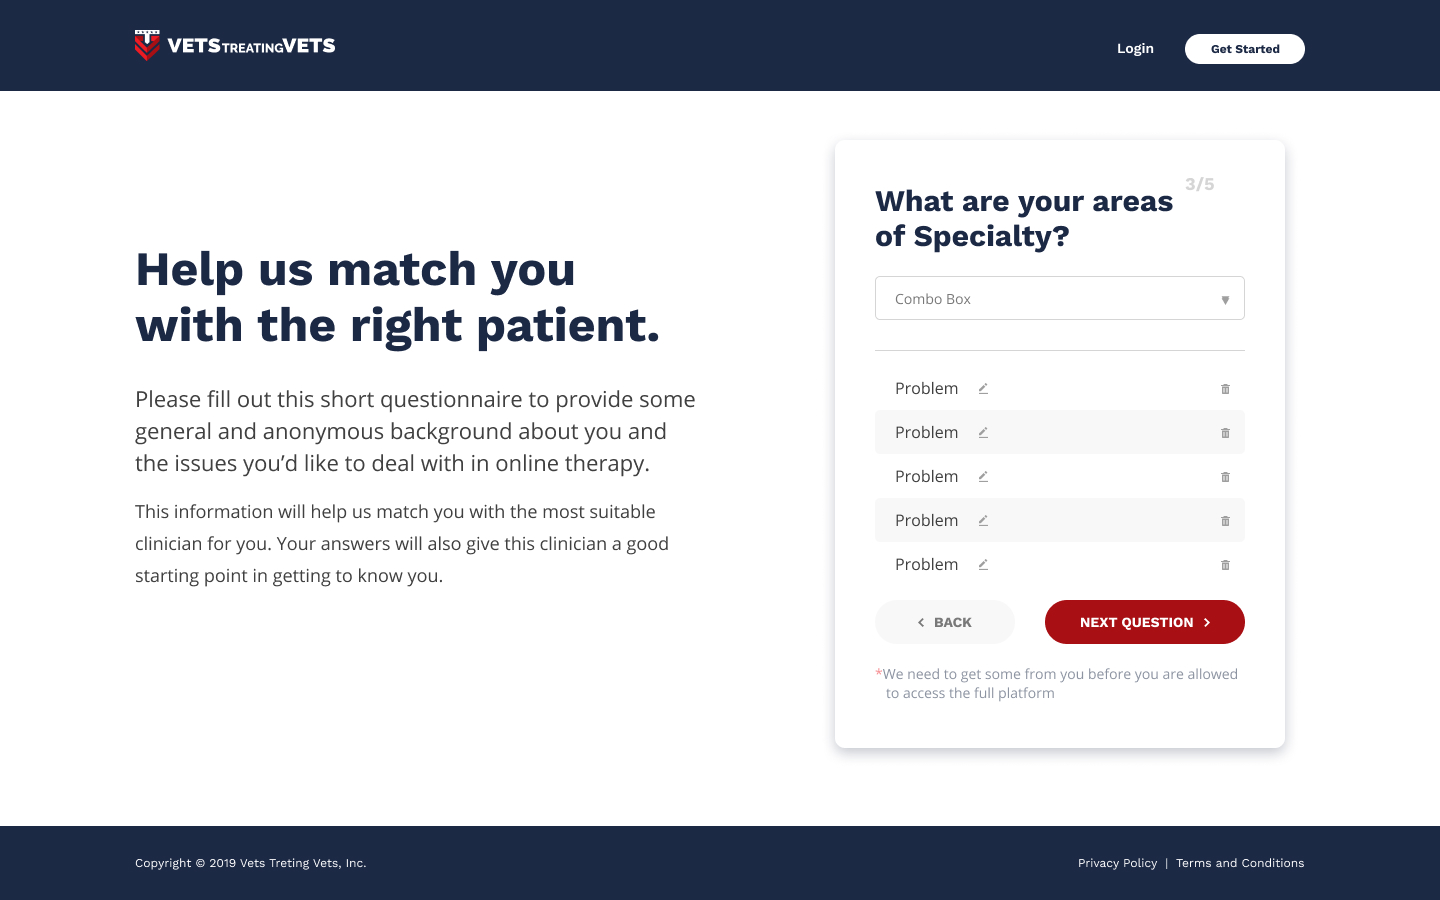 VETSTREATINGVETS
Login
Get Started
Help us match you
with the right patient.
Please fill out this short questionnaire to provide some
general and anonymous background about you and
the issues you’d like to deal with in online therapy.
This information will help us match you with the most suitable
clinician for you. Your answers will also give this clinician a good
starting point in getting to know you.
3/5
What are your areas
of Specialty?
Combo Box
Problem
Problem
Problem
Problem
Problem
BACK
NEXT QUESTION
*We need to get some from you before you are allowed
to access the full platform
Copyright © 2019 Vets Treting Vets, Inc.
Privacy Policy | Terms and Conditions